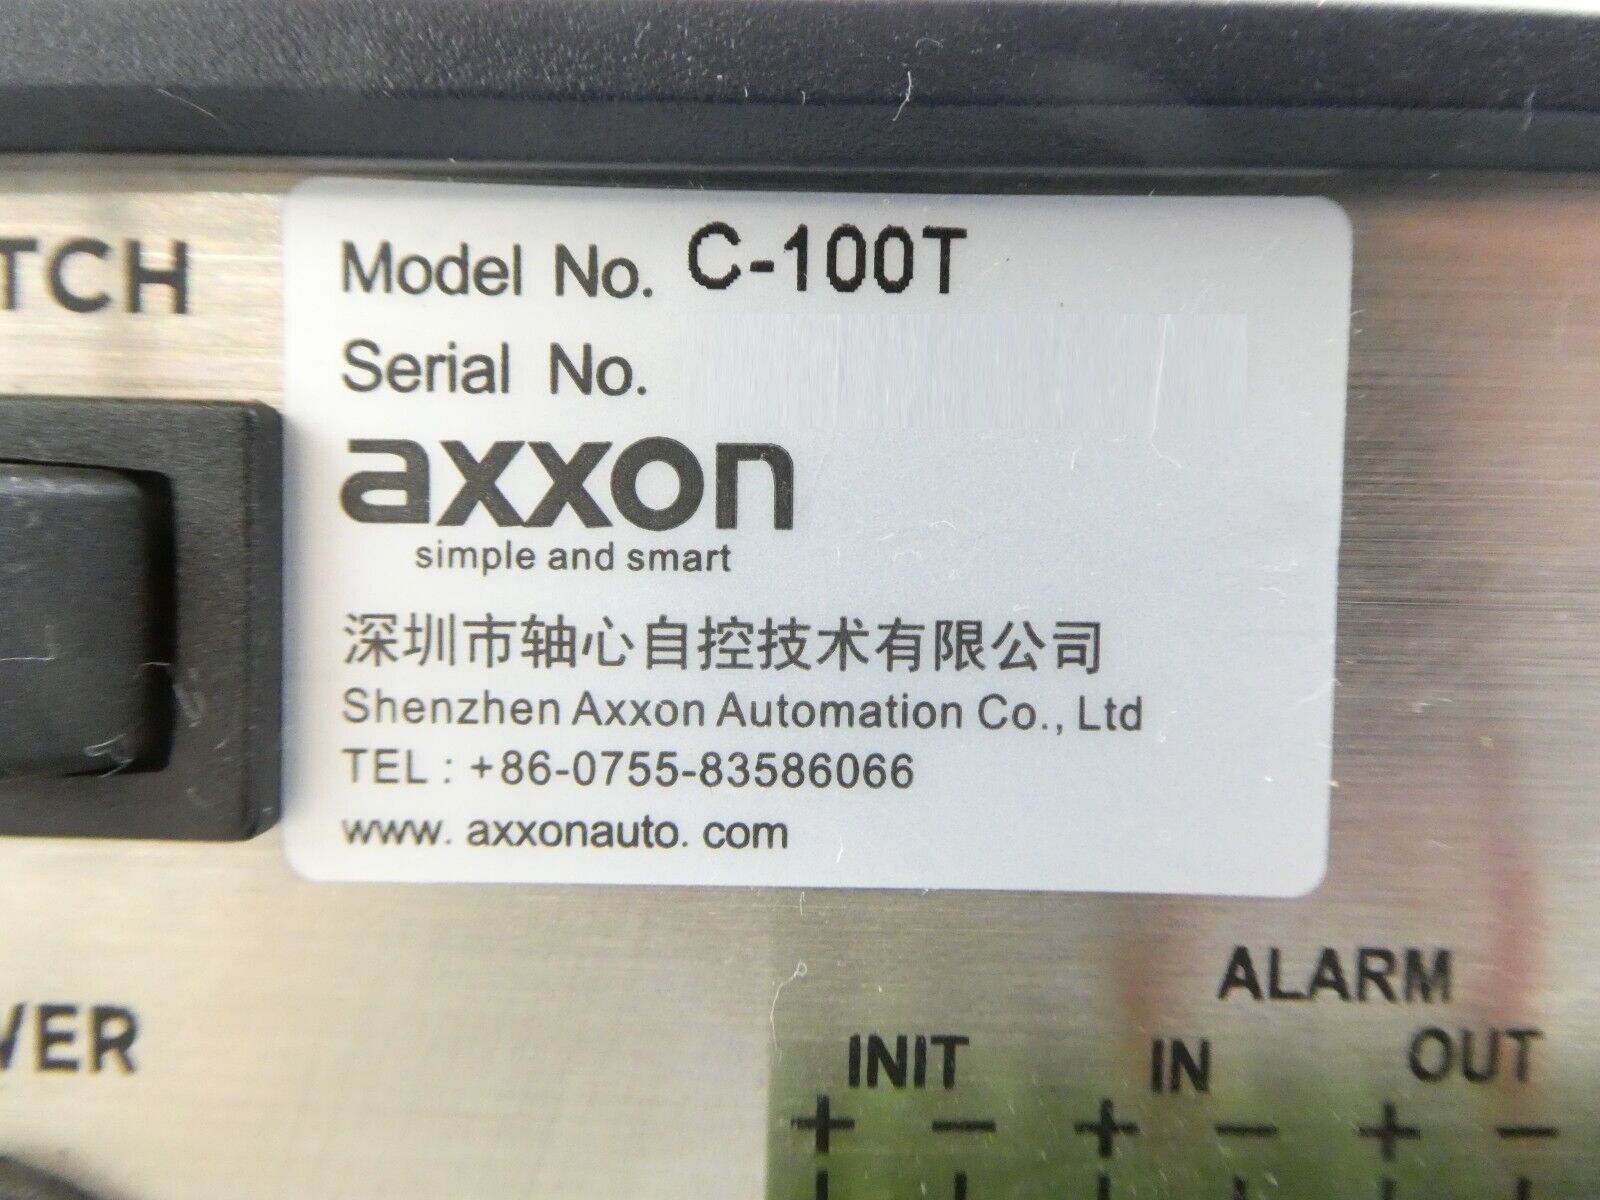 TCH
Model No. C-100T
Serial No.
axxon
simple and smart
深圳市轴心自控技术有限公司
Shenzhen Axxon Automation Co., Ltd
TEL : +86-0755-83586066
www. axxonauto. com
WER
ALARM
INIT IN OUT
+ - + - + -